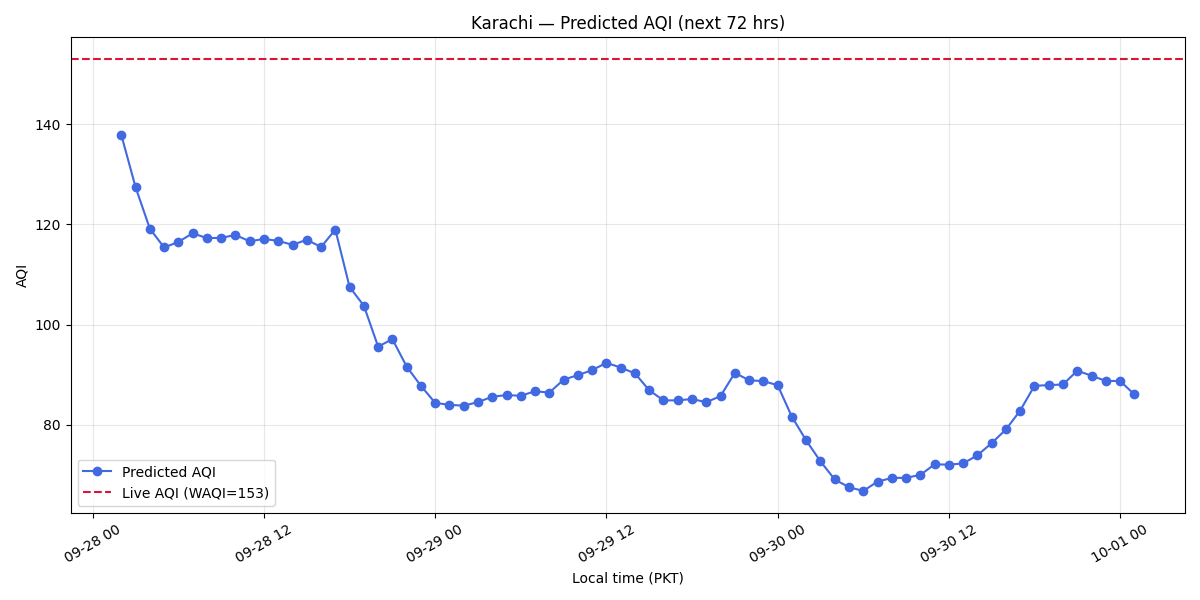 Karachi — Predicted AQI (next 72 hrs)
AQI
140
120
100
80
Predicted AQI
Live AQI (WAQI=153)
09-28 00
09-28 12
09-29 00
09-29 12
09-30 00
09-30 12
10-01 00
Local time (PKT)